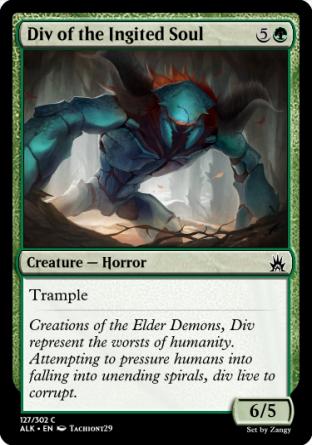 Div of the Ingited Soul 5
Creature — Horror
Trample
Creations of the Elder Demons, Div
represent the worsts of humanity.
Attempting to pressure humans into
falling into unending spirals, div live to
corrupt.
6/5
127/302 C
ALK • EN Tachiont29
Set by Zangy